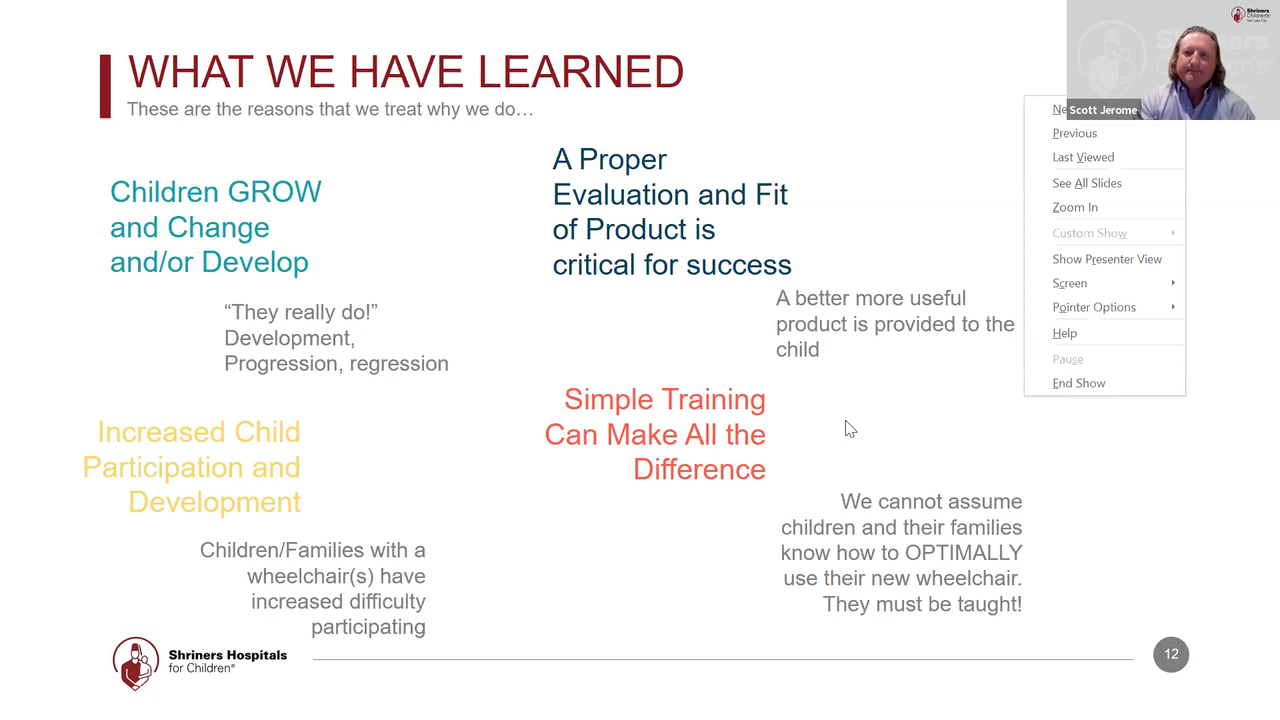 WHAT WE HAVE LEARNED
These are the reasons that we treat why we do…
Children GROW
and Change
and/or Develop
“They really do!”
Development,
Progression, regression
A Proper
Evaluation and Fit
of Product is
critical for success
A better more useful
product is provided to the
child
Increased Child
Participation and
Development
Children/Families with a
wheelchair(s) have
increased difficulty
participating
Simple Training
Can Make All the
Difference
We cannot assume
children and their families
know how to OPTIMALLY
use their new wheelchair.
They must be taught!
Shriners Hospitals
for Children®
12
Shriners
Children's
Salt Lake City
Scott Jerome
Previous
Last Viewed
See All Slides
Zoom In
Custom Show
Show Presenter View
Screen
Pointer Options
Help
Pause
End Show